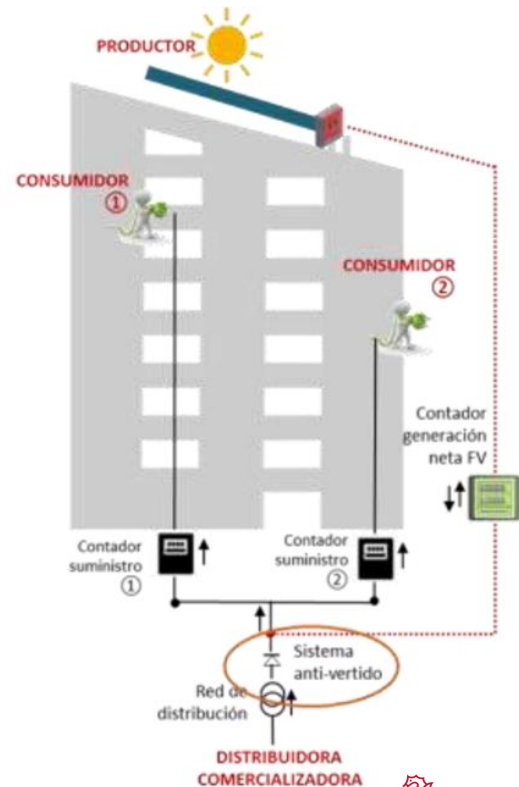 PRODUCTOR
CONSUMIDOR
①
CONSUMIDOR
②
Contador
generación
neta FV
Contador
suministro
①
Contador
suministro
②
Sistema
anti-vertido
Red de
distribución
DISTRIBUIDORA
COMERCIALIZADORA